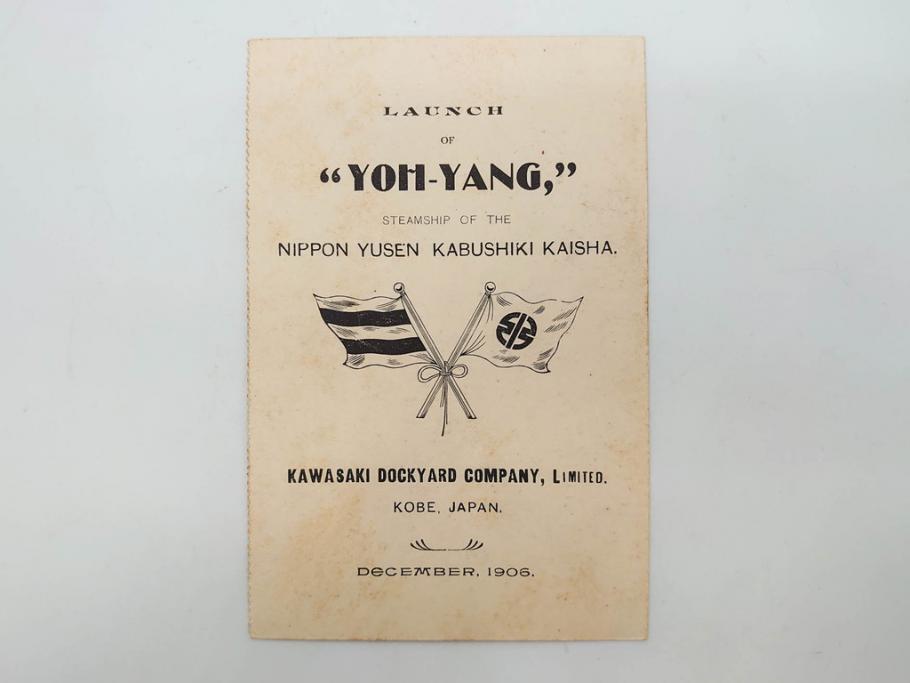 LAUNCH
OF
“YOH-YANG,”
STEAMSHIP OF THE
NIPPON YUSEN KABUSHIKI KAISHA.
KAWASAKI DOCKYARD COMPANY, LIMITED.
KOBE, JAPAN.
DECEMBER, 1906.